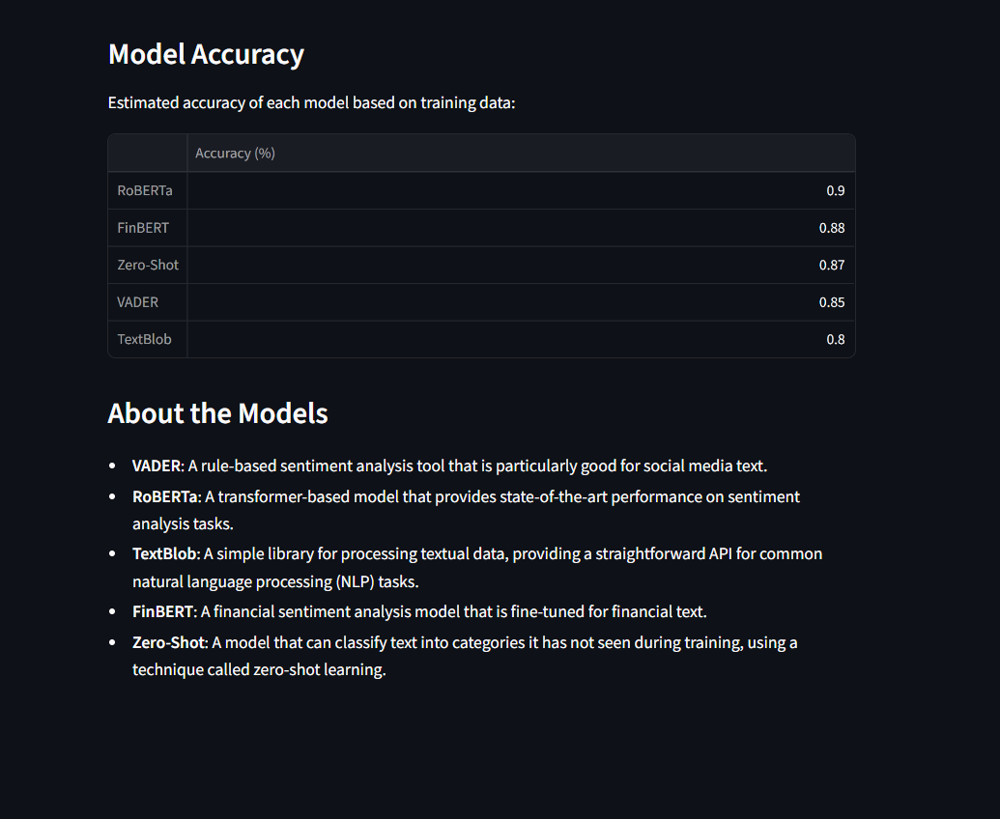 Model Accuracy
Estimated accuracy of each model based on training data:
Accuracy (%)
RoBERTa 0.9
FinBERT 0.88
Zero-Shot 0.87
VADER 0.85
TextBlob 0.8
About the Models
• VADER: A rule-based sentiment analysis tool that is particularly good for social media text.
• RoBERTa: A transformer-based model that provides state-of-the-art performance on sentiment
analysis tasks.
• TextBlob: A simple library for processing textual data, providing a straightforward API for common
natural language processing (NLP) tasks.
• FinBERT: A financial sentiment analysis model that is fine-tuned for financial text.
• Zero-Shot: A model that can classify text into categories it has not seen during training, using a
technique called zero-shot learning.